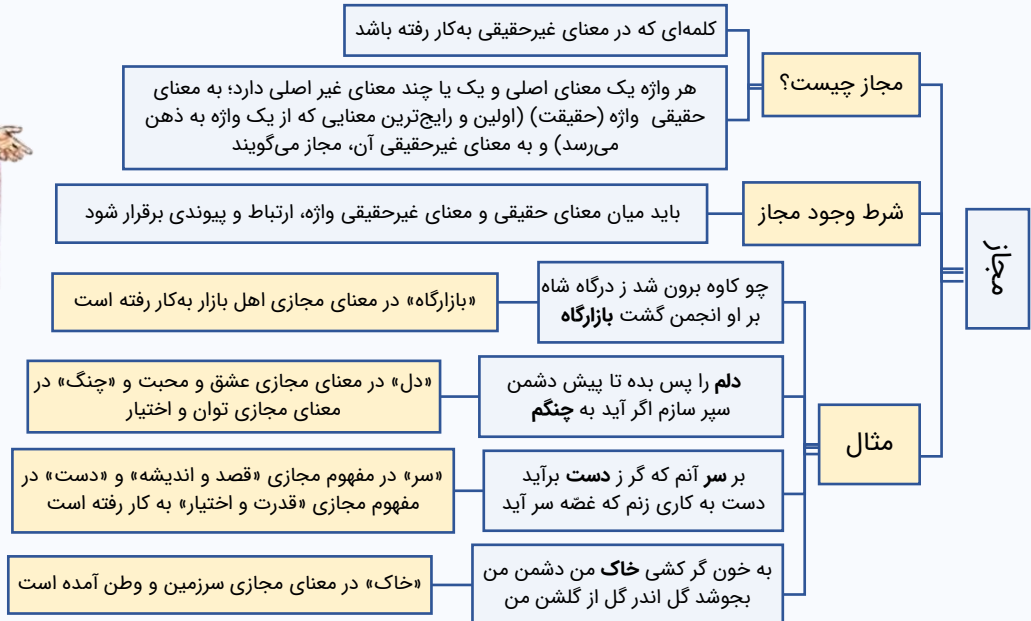 مجاز
مجاز چیست؟
کلمه‌ای که در معنای غیرحقیقی به‌کار رفته باشد
هر واژه یک معنای اصلی و یک یا چند معنای غیر اصلی دارد؛ به معنای
حقیقی واژه (حقیقت) (اولین و رایج‌ترین معنایی که از یک واژه به ذهن
می‌رسد) و به معنای غیرحقیقی آن، مجاز می‌گویند
شرط وجود مجاز
باید میان معنای حقیقی و معنای غیرحقیقی واژه، ارتباط و پیوندی برقرار شود
مثال
چو کاوه برون شد ز درگاه شاه
بر او انجمن گشت بازارگاه
«بازارگاه» در معنای مجازی اهل بازار به‌کار رفته است
دلم را پس بده تا پیش دشمن
سپر سازم اگر آید به چنگم
«دل» در معنای مجازی عشق و محبت و «چنگ» در
معنای مجازی توان و اختیار
بر سر آنم که گر ز دست برآید
دست به کاری زنم که غصّه سر آید
«سر» در مفهوم مجازی «قصد و اندیشه» و «دست» در
مفهوم مجازی «قدرت و اختیار» به کار رفته است
به خون گر کشی خاک من دشمن من
بجوشد گل اندر گل از گلشن من
«خاک» در معنای مجازی سرزمین و وطن آمده است